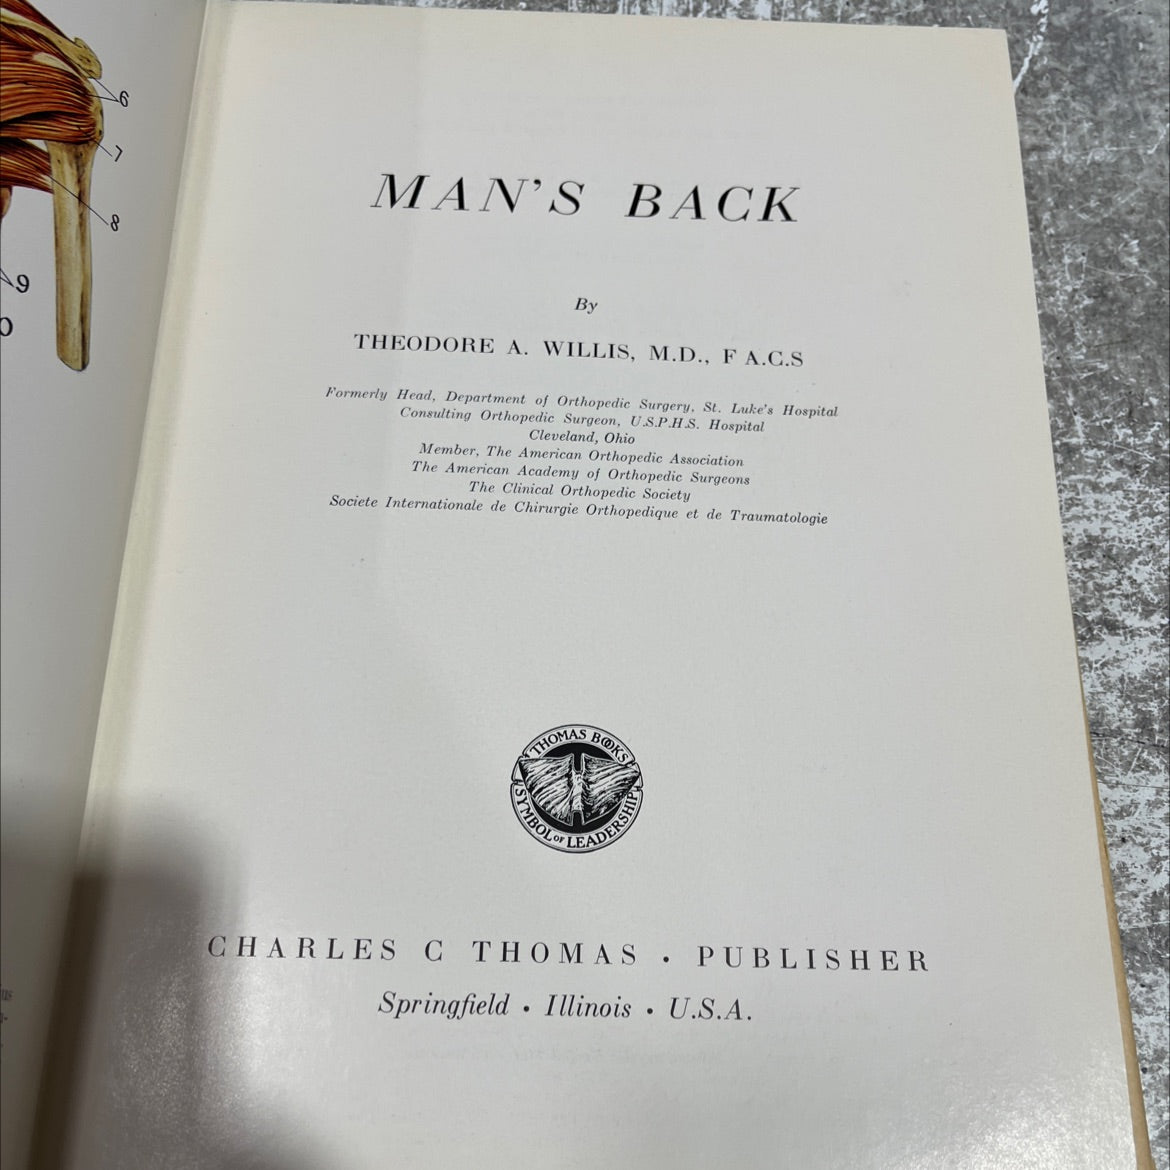 6
7
8
9
MAN'S BACK
By
THEODORE A. WILLIS, M.D., F A.C.S
Formerly Head, Department of Orthopedic Surgery, St. Luke's Hospital
Consulting Orthopedic Surgeon, U.S.P.H.S. Hospital
Cleveland, Ohio
Member, The American Orthopedic Association
The American Academy of Orthopedic Surgeons
The Clinical Orthopedic Society
Societe Internationale de Chirurgie Orthopedique et de Traumatologie
THOMAS BOOKS
SYMBOL OF LEADERSHIP
CHARLES C THOMAS • PUBLISHER
Springfield • Illinois • U.S.A.